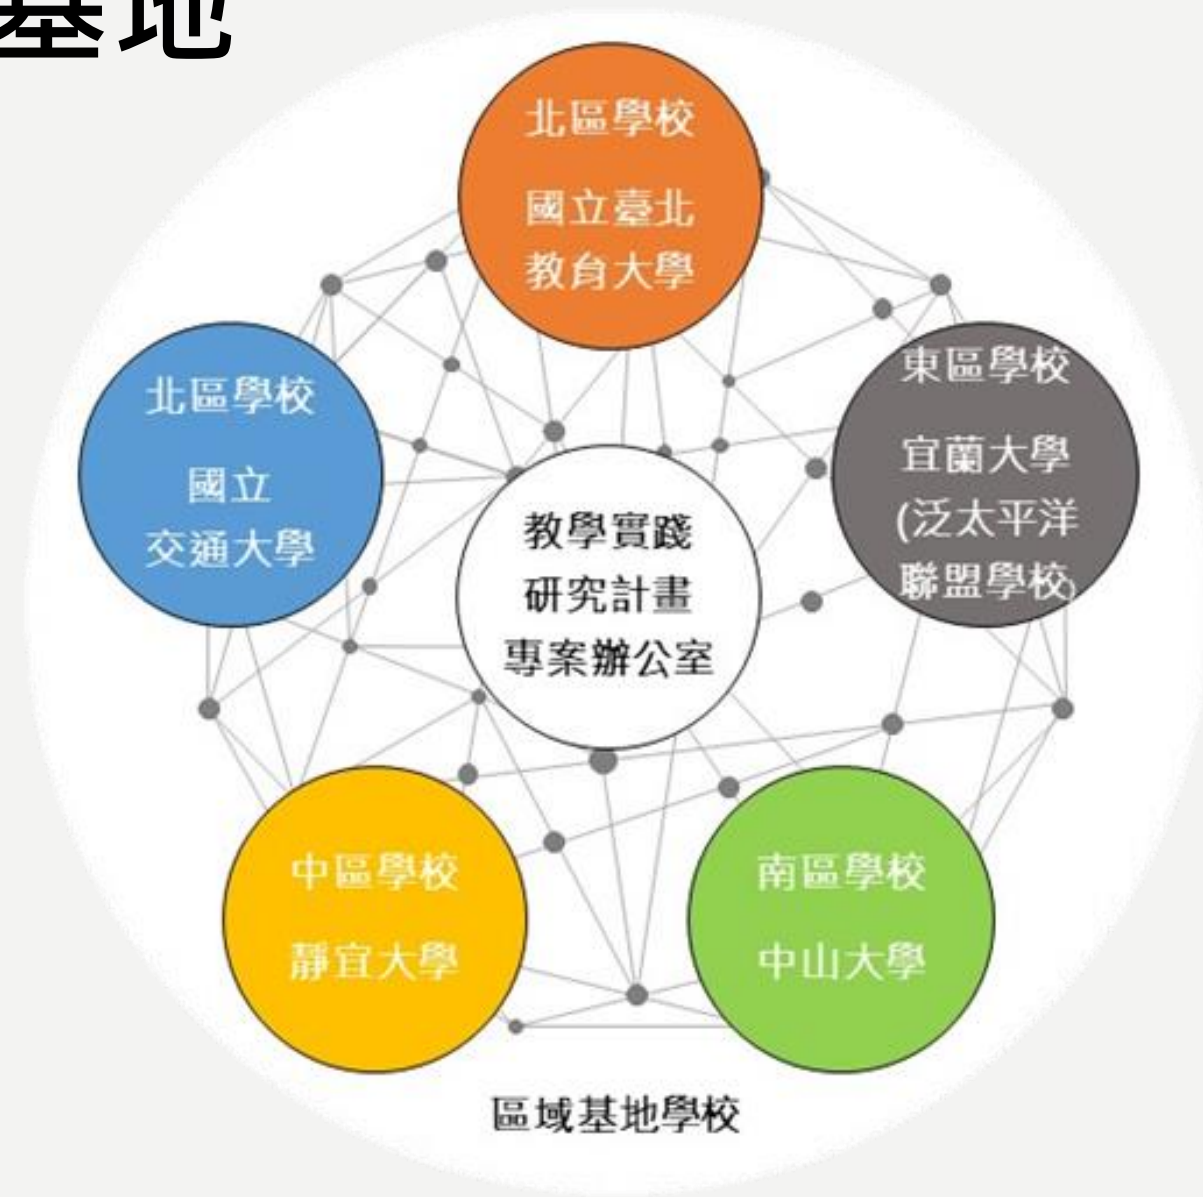 基地
北區學校
國立臺北
教育大學
北區學校
國立
交通大學
東區學校
宜蘭大學
(泛太平洋
聯盟學校)
教學實踐
研究計畫
專案辦公室
中區學校
靜宜大學
南區學校
中山大學
區域基地學校